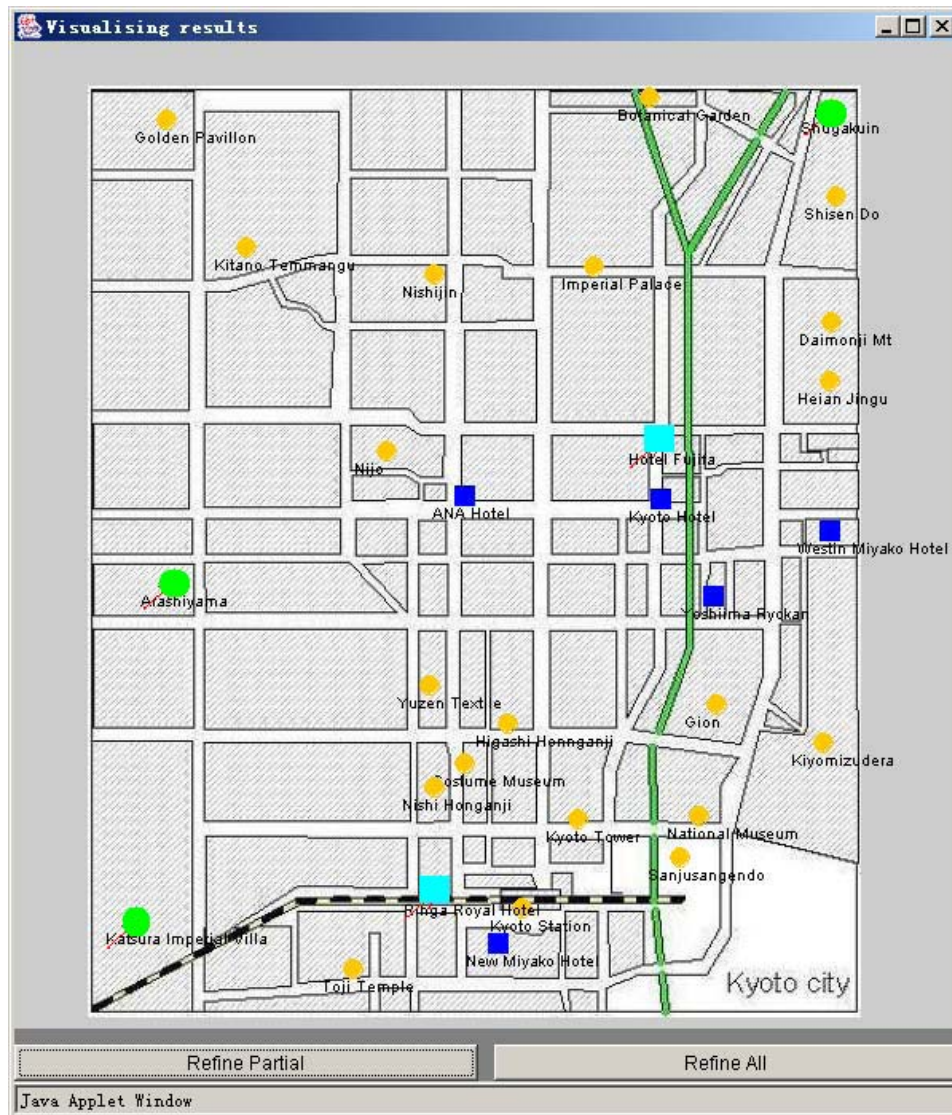 Visualising results
Botanical Garden
Shugakuin
Golden Pavillon
Shisen Do
Kitano Temmangu
Imperial Palace
Nishijin
Daimonji Mt
Heian Jingu
Hotel Fujita
Nijo
ANA Hotel
Kyoto Hotel
Westin Miyako Hotel
Arashiyama
Yoshiima Ryokan
Yuzen Textile
Gion
Higashi Hennganji
Kiyomizudera
Costume Museum
Nishi Honganji
Kyoto Tower
National Museum
Sanjusangendo
Ringa Royal Hotel
Kyoto Station
Katsura Imperial Villa
New Miyako Hotel
Toji Temple
Kyoto city
Refine Partial
Refine All
Java Applet Window